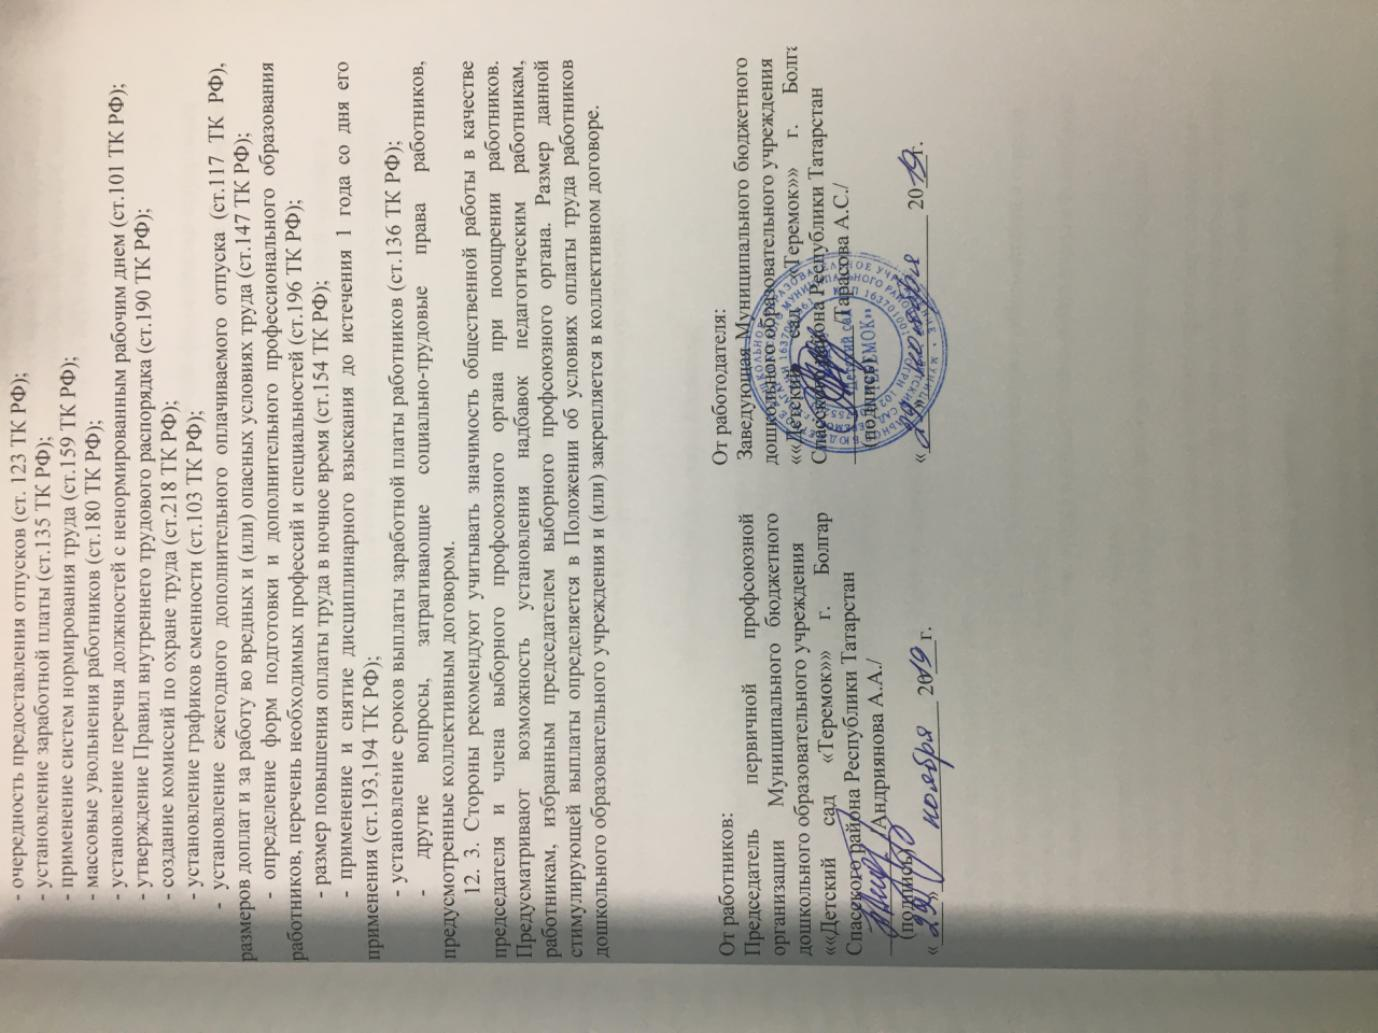 - очередность предоставления отпусков (ст. 123 ТК РФ);
- установление заработной платы (ст.135 ТК РФ);
- применение систем нормирования труда (ст.159 ТК РФ);
- массовые увольнения работников (ст.180 ТК РФ);
- установление перечня должностей с ненормированным рабочим днем (ст.101 ТК РФ);
- утверждение Правил внутреннего трудового распорядка (ст.190 ТК РФ);
- создание комиссий по охране труда (ст.218 ТК РФ);
- установление графиков сменности (ст.103 ТК РФ);
- установление ежегодного дополнительного оплачиваемого отпуска (ст.117 ТК РФ),
размеров доплат и за работу во вредных и (или) опасных условиях труда (ст.147 ТК РФ);
- определение форм подготовки и дополнительного профессионального образования
работников, перечень необходимых профессий и специальностей (ст.196 ТК РФ);
- размер повышения оплаты труда в ночное время (ст.154 ТК РФ);
- применение и снятие дисциплинарного взыскания до истечения 1 года со дня его
применения (ст.193,194 ТК РФ);
- установление сроков выплаты заработной платы работников (ст.136 ТК РФ);
- другие вопросы, затрагивающие социально-трудовые права работников,
предусмотренные коллективным договором.
12. 3. Стороны рекомендуют учитывать значимость общественной работы в качестве
председателя и члена выборного профсоюзного органа при поощрении работников.
Предусматривают возможность установления надбавок педагогическим работникам,
работникам, избранным председателем выборного профсоюзного органа. Размер данной
стимулирующей выплаты определяется в Положении об условиях оплаты труда работников
дошкольного образовательного учреждения и (или) закрепляется в коллективном договоре.
От работников:
Председатель первичной профсоюзной
организации Муниципального бюджетного
дошкольного образовательного учреждения
««Детский сад «Теремок»» г. Болгар
Спасского района Республики Татарстан
/Андриянова А.А./
(подпись)
«29» ноября 2019 г.
От работодателя:
Заведующая Муниципального бюджетного
дошкольного образовательного учреждения
««Детский сад «Теремок»» г. Болга
Спасского района Республики Татарстан
/Тарасова А.С./
(подпись)
«29» ноября 2019 г.
Детский сад
«ТЕРЕМОК»